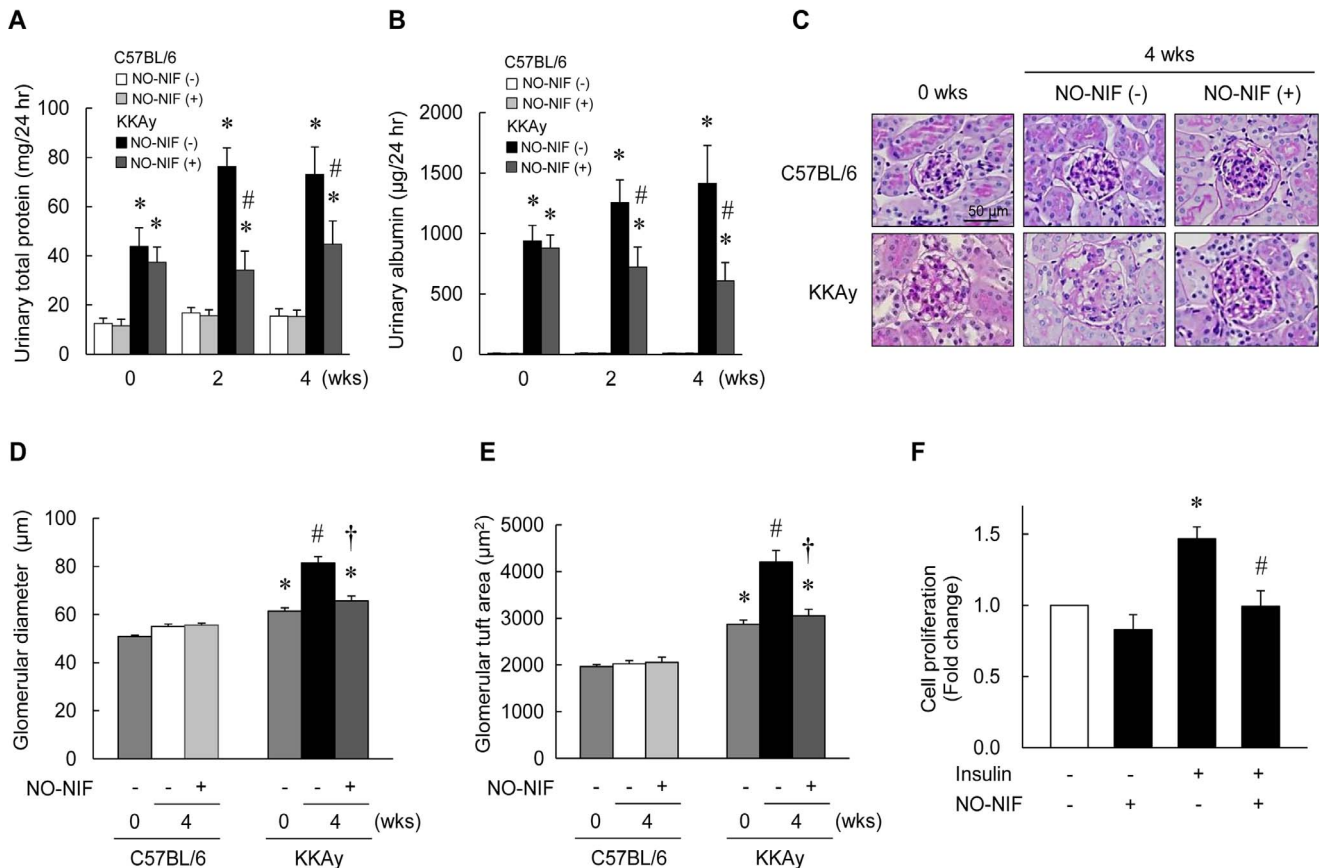 A
C57BL/6
NO-NIF (-)
NO-NIF (+)
KKAy
NO-NIF (-)
NO-NIF (+)
Urinary total protein (mg/24 hr)
100
80
60
40
20
0
*
*
*
#
*
*
#
*
0 2 4 (wks)
B
C57BL/6
NO-NIF (-)
NO-NIF (+)
KKAy
NO-NIF (-)
NO-NIF (+)
Urinary albumin (µg/24 hr)
2000
1500
1000
500
0
*
*
*
#
*
*
#
*
0 2 4 (wks)
C
4 wks
0 wks NO-NIF (-) NO-NIF (+)
C57BL/6
50 µm
KKAy
D
Glomerular diameter (µm)
100
80
60
40
20
0
*
#
†
*
NO-NIF - - + - - +
0 4 0 4 (wks)
C57BL/6 KKAy
E
Glomerular tuft area (µm²)
5000
4000
3000
2000
1000
0
*
#
†
*
- - + - - +
0 4 0 4 (wks)
C57BL/6 KKAy
F
Cell proliferation
(Fold change)
1.5
1.0
0.5
0.0
*
#
Insulin - - + +
NO-NIF - + - +